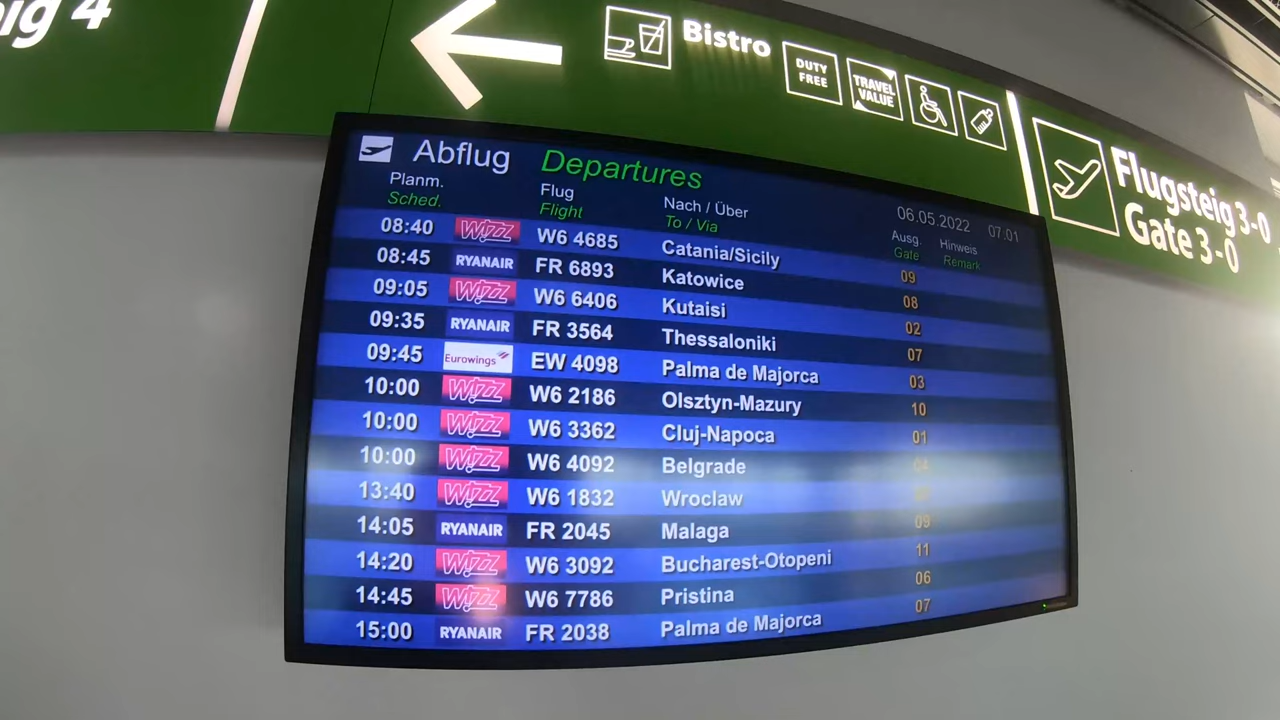 eig 4
Bistro
DUTY FREE
TRAVEL VALUE
Flugsteig 3-0
Gate 3-0
Abflug Departures
06.05.2022 07:01
Planm. Flug Nach / Über Ausg. Hinweis
Sched. Flight To / Via Gate Remark
08:40 WIZZ W6 4685 Catania/Sicily 09
08:45 RYANAIR FR 6893 Katowice 08
09:05 WIZZ W6 6406 Kutaisi 02
09:35 RYANAIR FR 3564 Thessaloniki 07
09:45 Eurowings EW 4098 Palma de Majorca 03
10:00 WIZZ W6 2186 Olsztyn-Mazury 10
10:00 WIZZ W6 3362 Cluj-Napoca 01
10:00 WIZZ W6 4092 Belgrade
13:40 WIZZ W6 1832 Wroclaw
14:05 RYANAIR FR 2045 Malaga 09
14:20 WIZZ W6 3092 Bucharest-Otopeni 11
14:45 WIZZ W6 7786 Pristina 06
15:00 RYANAIR FR 2038 Palma de Majorca 07